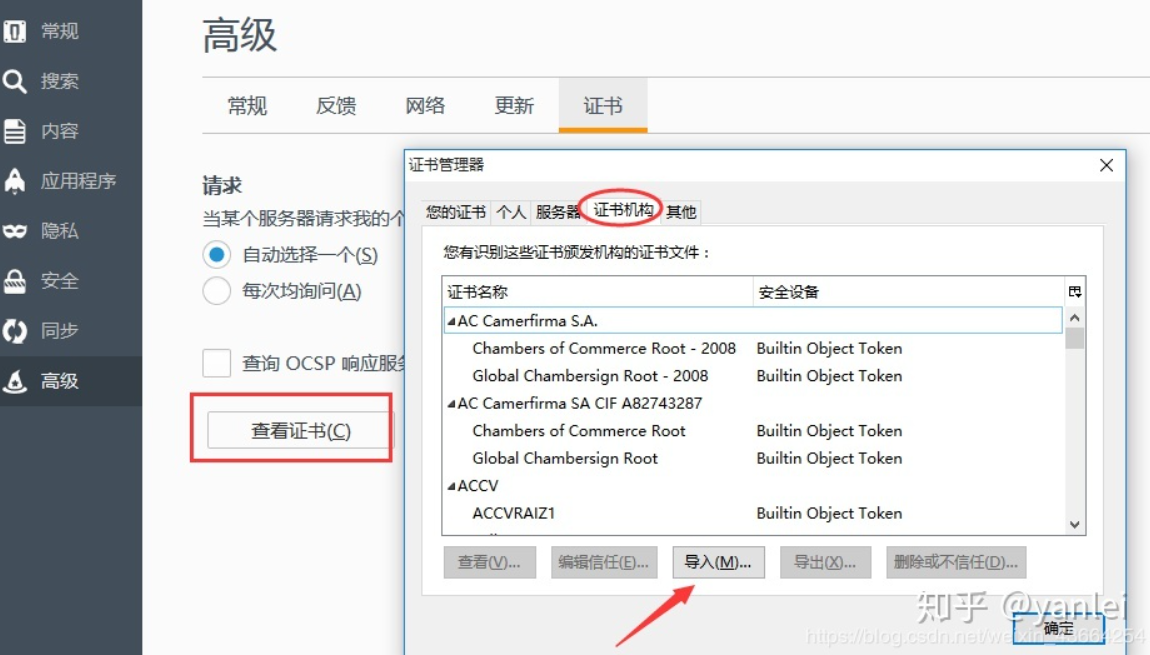 常规
搜索
内容
应用程序
隐私
安全
同步
高级
高级
常规 反馈 网络 更新 证书
请求
当某个服务器请求我的个
自动选择一个(S)
每次均询问(A)
查询 OCSP 响应服务
查看证书(C)
证书管理器
您的证书 个人 服务器 证书机构 其他
您有识别这些证书颁发机构的证书文件：
证书名称 安全设备
AC Camerfirma S.A.
Chambers of Commerce Root - 2008 Builtin Object Token
Global Chambersign Root - 2008 Builtin Object Token
AC Camerfirma SA CIF A82743287
Chambers of Commerce Root Builtin Object Token
Global Chambersign Root Builtin Object Token
ACCV
ACCVRAIZ1 Builtin Object Token
查看(V)... 编辑信任(E)... 导入(M)... 导出(X)... 删除或不信任(D)...
知乎 @yanlei
确定